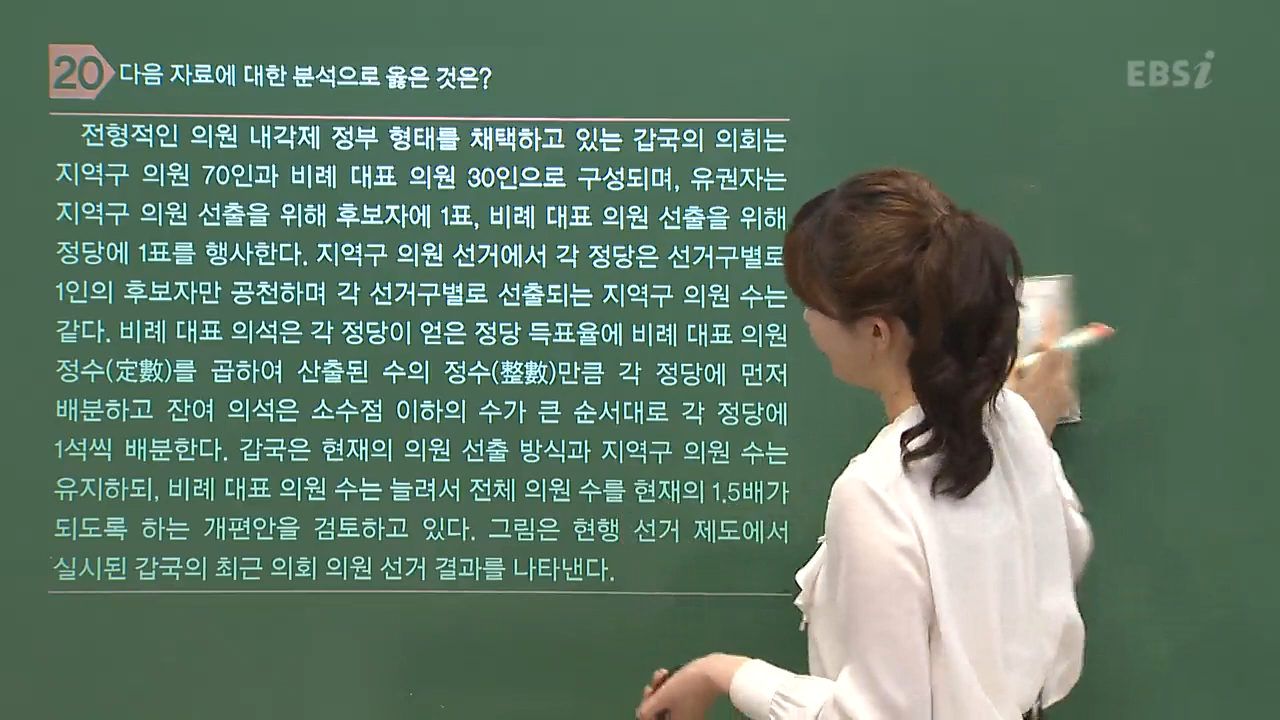 20 다음 자료에 대한 분석으로 옳은 것은?
EBSi
전형적인 의원 내각제 정부 형태를 채택하고 있는 갑국의 의회는
지역구 의원 70인과 비례 대표 의원 30인으로 구성되며, 유권자는
지역구 의원 선출을 위해 후보자에 1표, 비례 대표 의원 선출을 위해
정당에 1표를 행사한다. 지역구 의원 선거에서 각 정당은 선거구별로
1인의 후보자만 공천하며 각 선거구별로 선출되는 지역구 의원 수는
같다. 비례 대표 의석은 각 정당이 얻은 정당 득표율에 비례 대표 의원
정수(定數)를 곱하여 산출된 수의 정수(整數)만큼 각 정당에 먼저
배분하고 잔여 의석은 소수점 이하의 수가 큰 순서대로 각 정당에
1석씩 배분한다. 갑국은 현재의 의원 선출 방식과 지역구 의원 수는
유지하되, 비례 대표 의원 수는 늘려서 전체 의원 수를 현재의 1.5배가
되도록 하는 개편안을 검토하고 있다. 그림은 현행 선거 제도에서
실시된 갑국의 최근 의회 의원 선거 결과를 나타낸다.